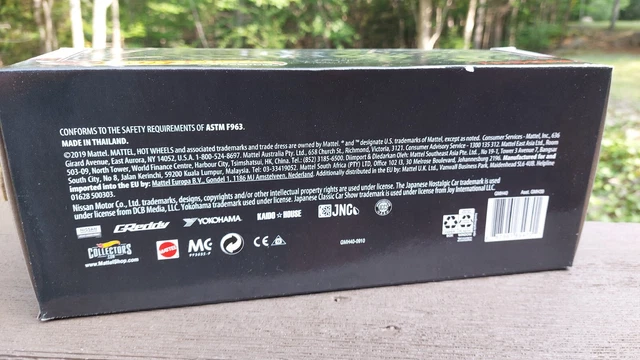 CONFORMS TO THE SAFETY REQUIREMENTS OF ASTM F963.
MADE IN THAILAND.
©2019 Mattel. MATTEL, HOT WHEELS and associated trademarks and trade dress are owned by Mattel. ® and ™ designate U.S. trademarks of Mattel, except as noted. Consumer Services - Mattel, Inc., 636
Girard Avenue, East Aurora, NY 14052, U.S.A. 1-800-524-8697. Mattel Australia Pty. Ltd., 658 Church St., Richmond, Victoria, 3121. Consumer Advisory Service - 1300 135 312. Mattel East Asia Ltd., Room
503-09, North Tower, World Finance Centre, Harbour City, Tsimshatsui, HK, China. Tel.: (852) 3185-6500. Diimport & Diedarkan Oleh: Mattel Southeast Asia Pte. Ltd., No 19-1, Tower 3 Avenue 7, Bangsar
South City, No 8, Jalan Kerinchi, 59200 Kuala Lumpur, Malaysia. Tel: 03-33419052. Mattel South Africa (PTY) LTD, Office 102 I3, 30 Melrose Boulevard, Johannesburg 2196. Manufactured for and
imported into the EU by: Mattel Europa B.V., Gondel 1, 1186 MJ Amstelveen, Nederland. Additionally distributed in the EU by: Mattel U.K. Ltd., Vanwall Business Park, Maidenhead SL6 4UB. Helpline
01628 500303.
Nissan Motor Co., Ltd. trademarks, designs, copyrights and/or other intellectual property rights are used under license. The Japanese Nostalgic Car trademark is used
under license from DCB Media, LLC. Yokohama trademark used under license. Japanese Classic Car Show trademark is used under license from Jay International LLC.
NISSAN GReddy YOKOHAMA KAIDO HOUSE JNC
Hot Wheels COLLECTORS .COM
www.MattelShop.com
MATTEL MC CE
GMH40-0910
GMH40 Asst.